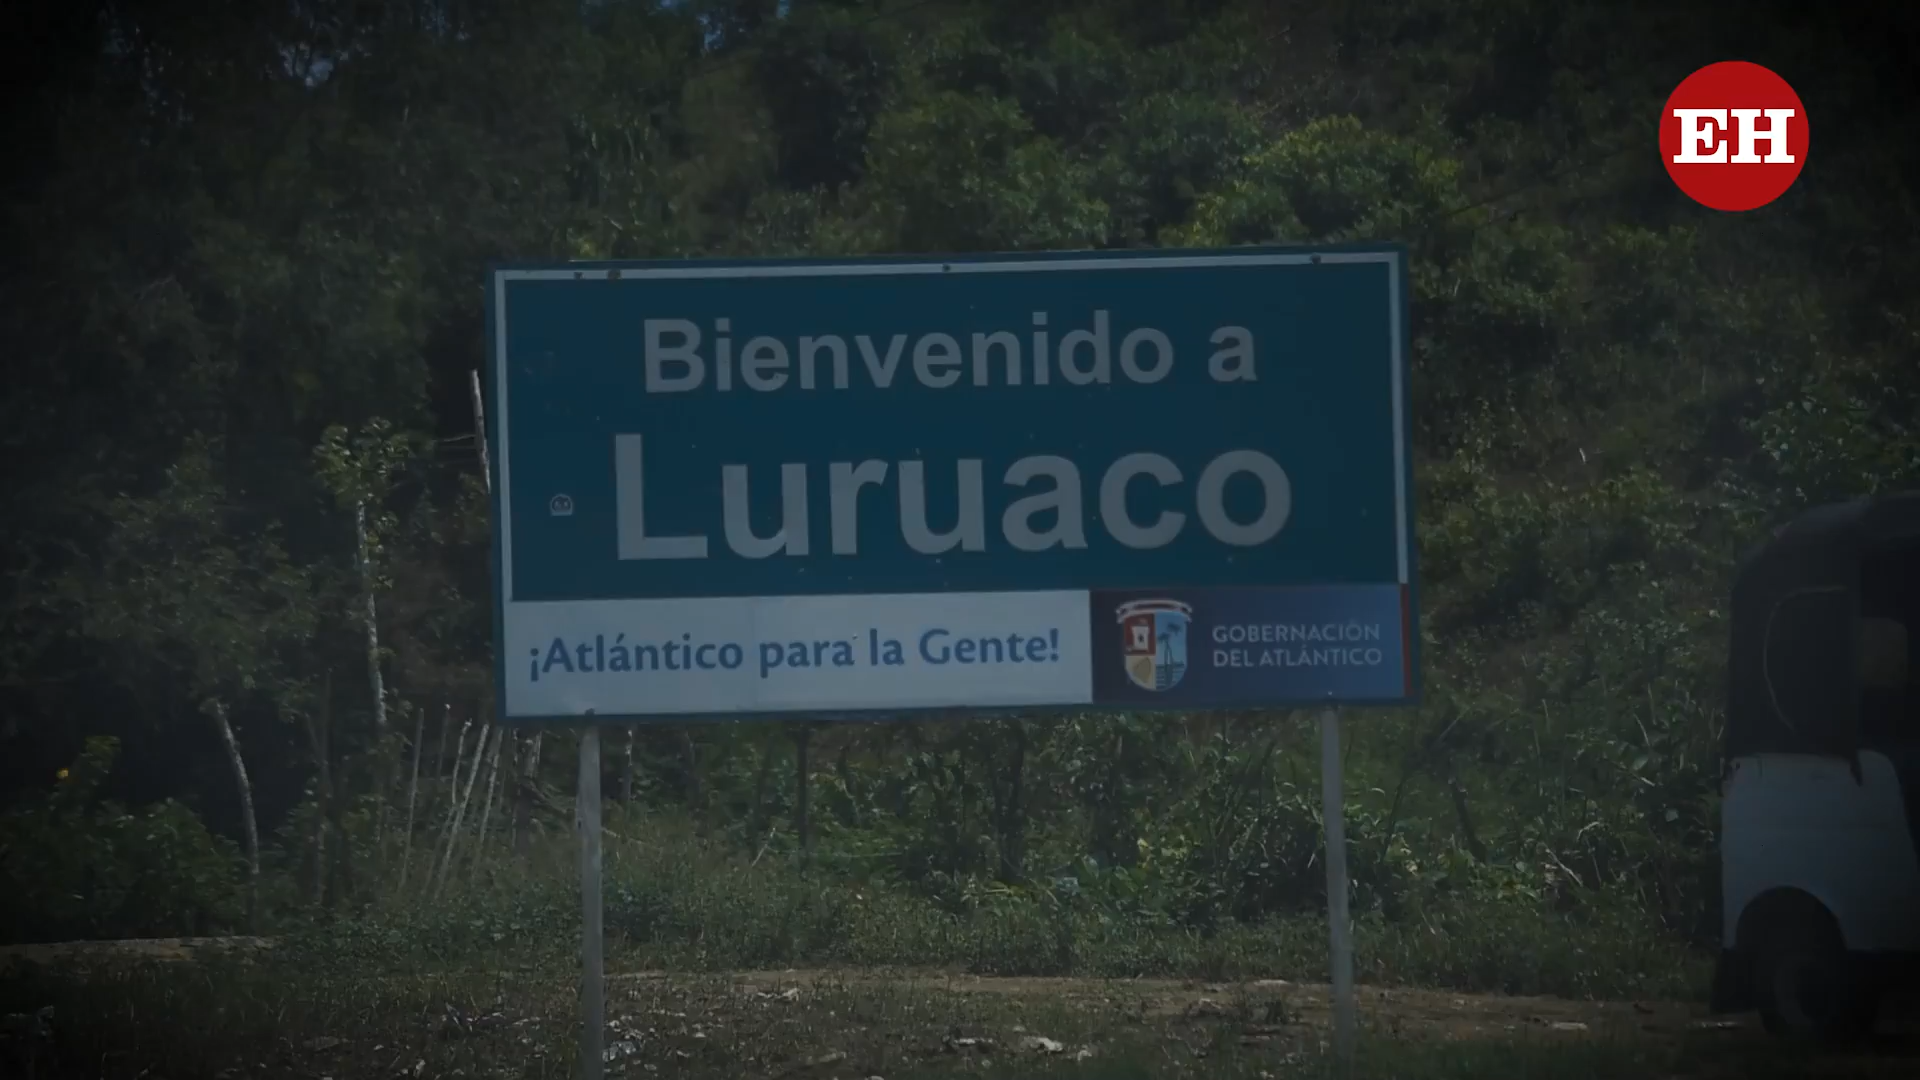 EH
Bienvenido a
Luruaco
¡Atlántico para la Gente!
GOBERNACIÓN
DEL ATLÁNTICO